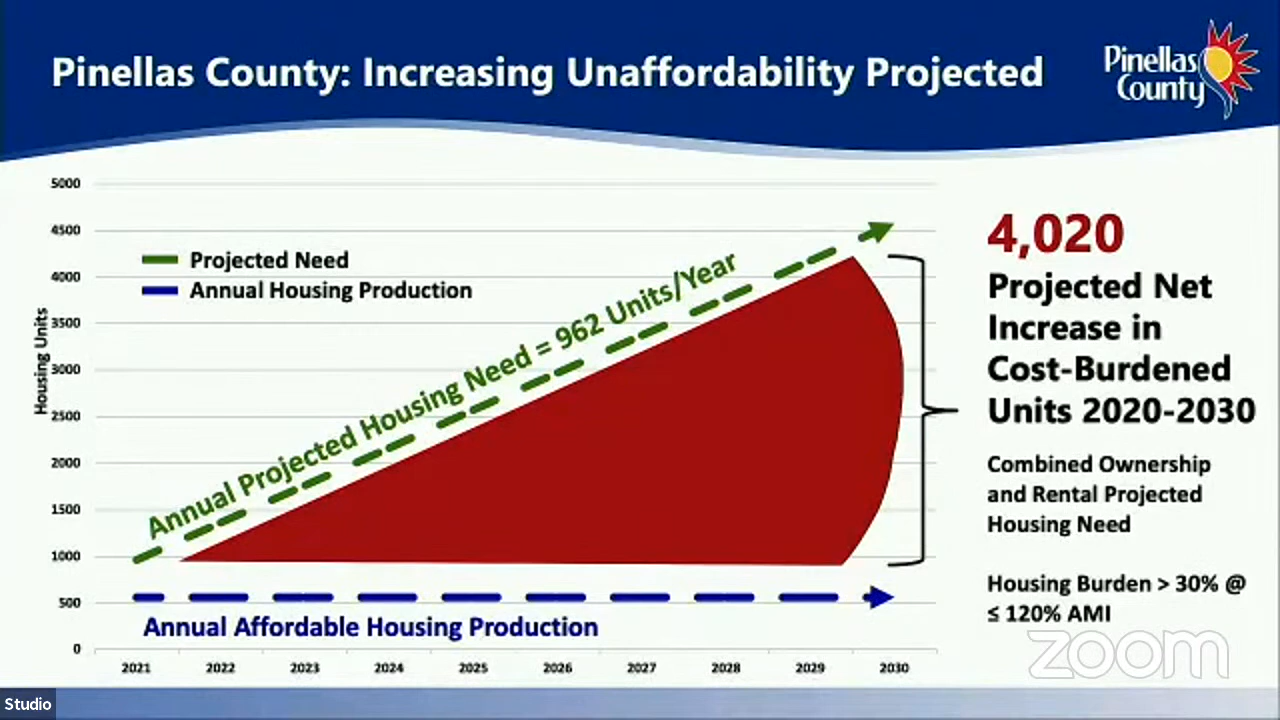 Pinellas County: Increasing Unaffordability Projected
Pinellas
County
5000
4500
4000
3500
3000
2500
2000
1500
1000
500
0
Housing Units
Projected Need
Annual Housing Production
Annual Projected Housing Need = 962 Units/Year
Annual Affordable Housing Production
2021 2022 2023 2024 2025 2026 2027 2028 2029 2030
4,020
Projected Net
Increase in
Cost-Burdened
Units 2020-2030
Combined Ownership
and Rental Projected
Housing Need
Housing Burden > 30% @
≤ 120% AMI
zoom
Studio